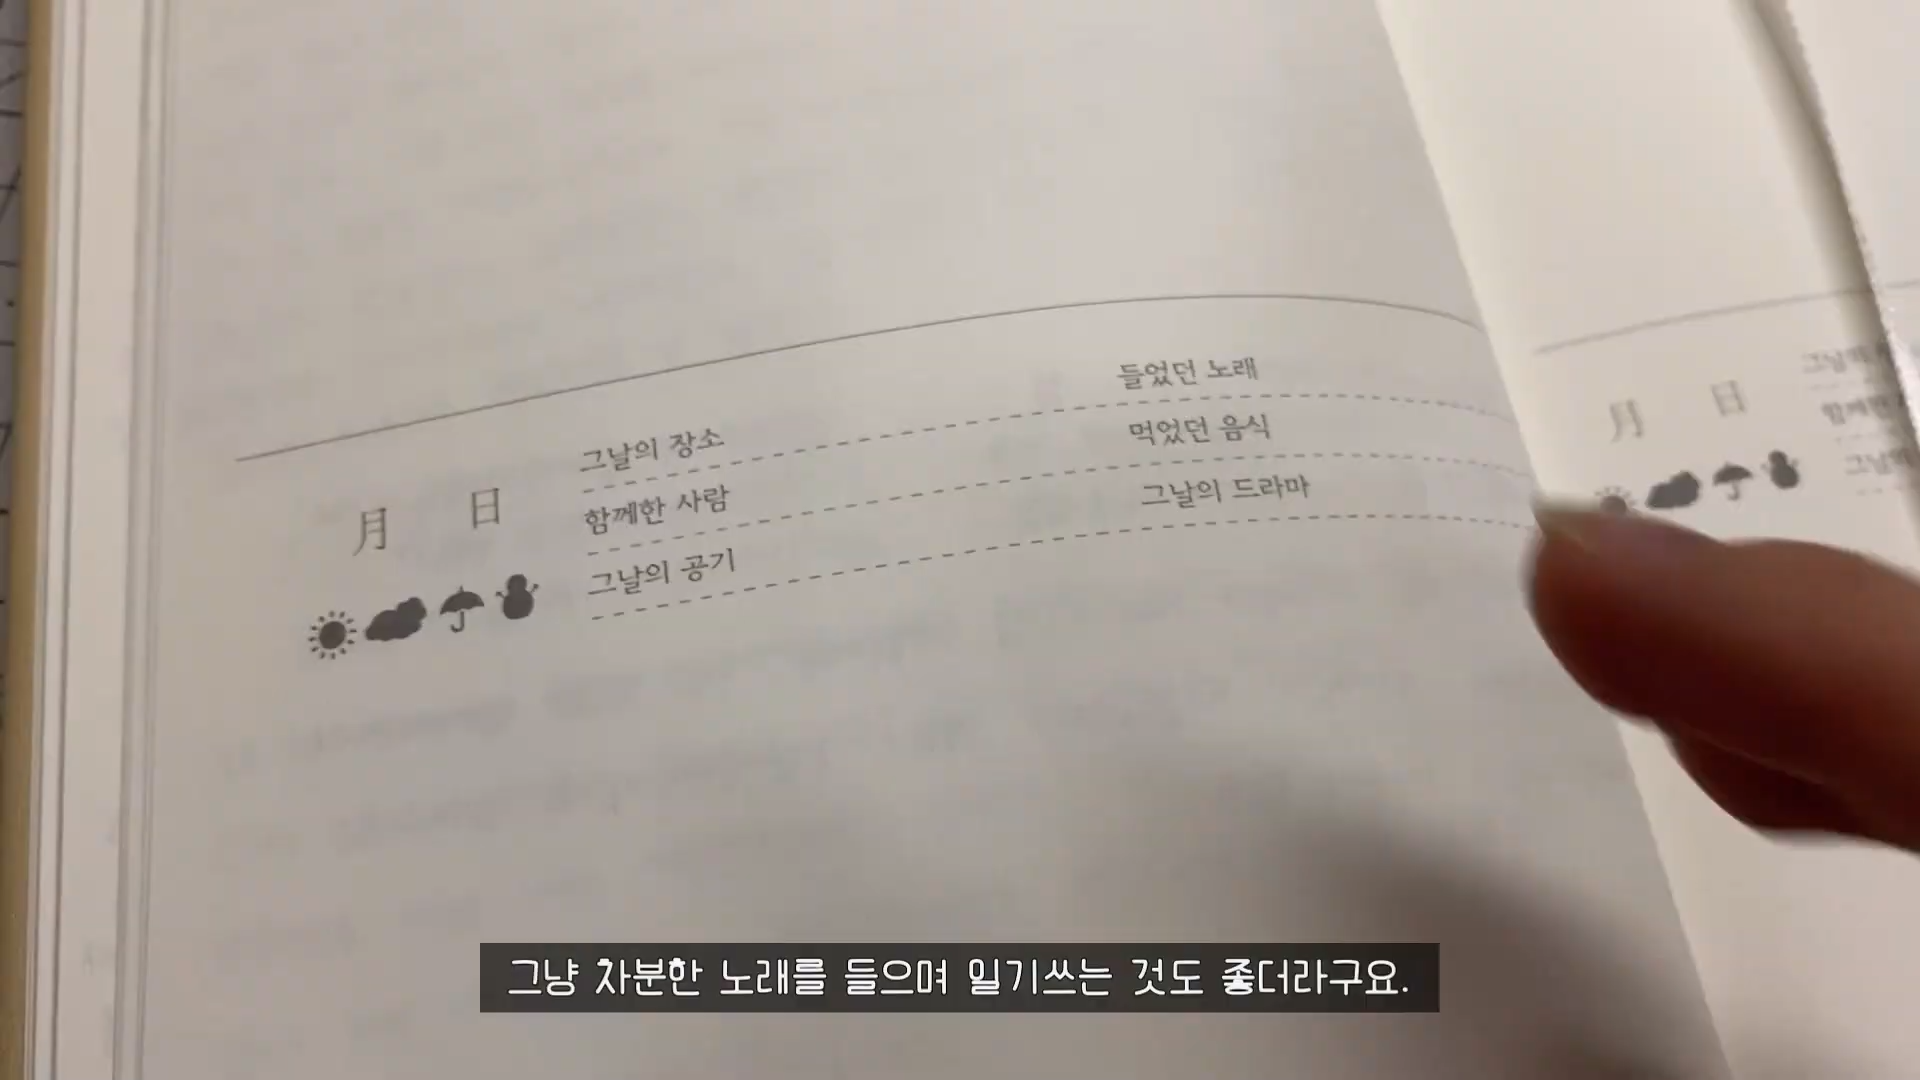 들었던 노래
그날의 장소
먹었던 음식
月 日
함께한 사람
그날의 드라마
그날의 공기
月 日
그냥 차분한 노래를 들으며 일기쓰는 것도 좋더라구요.